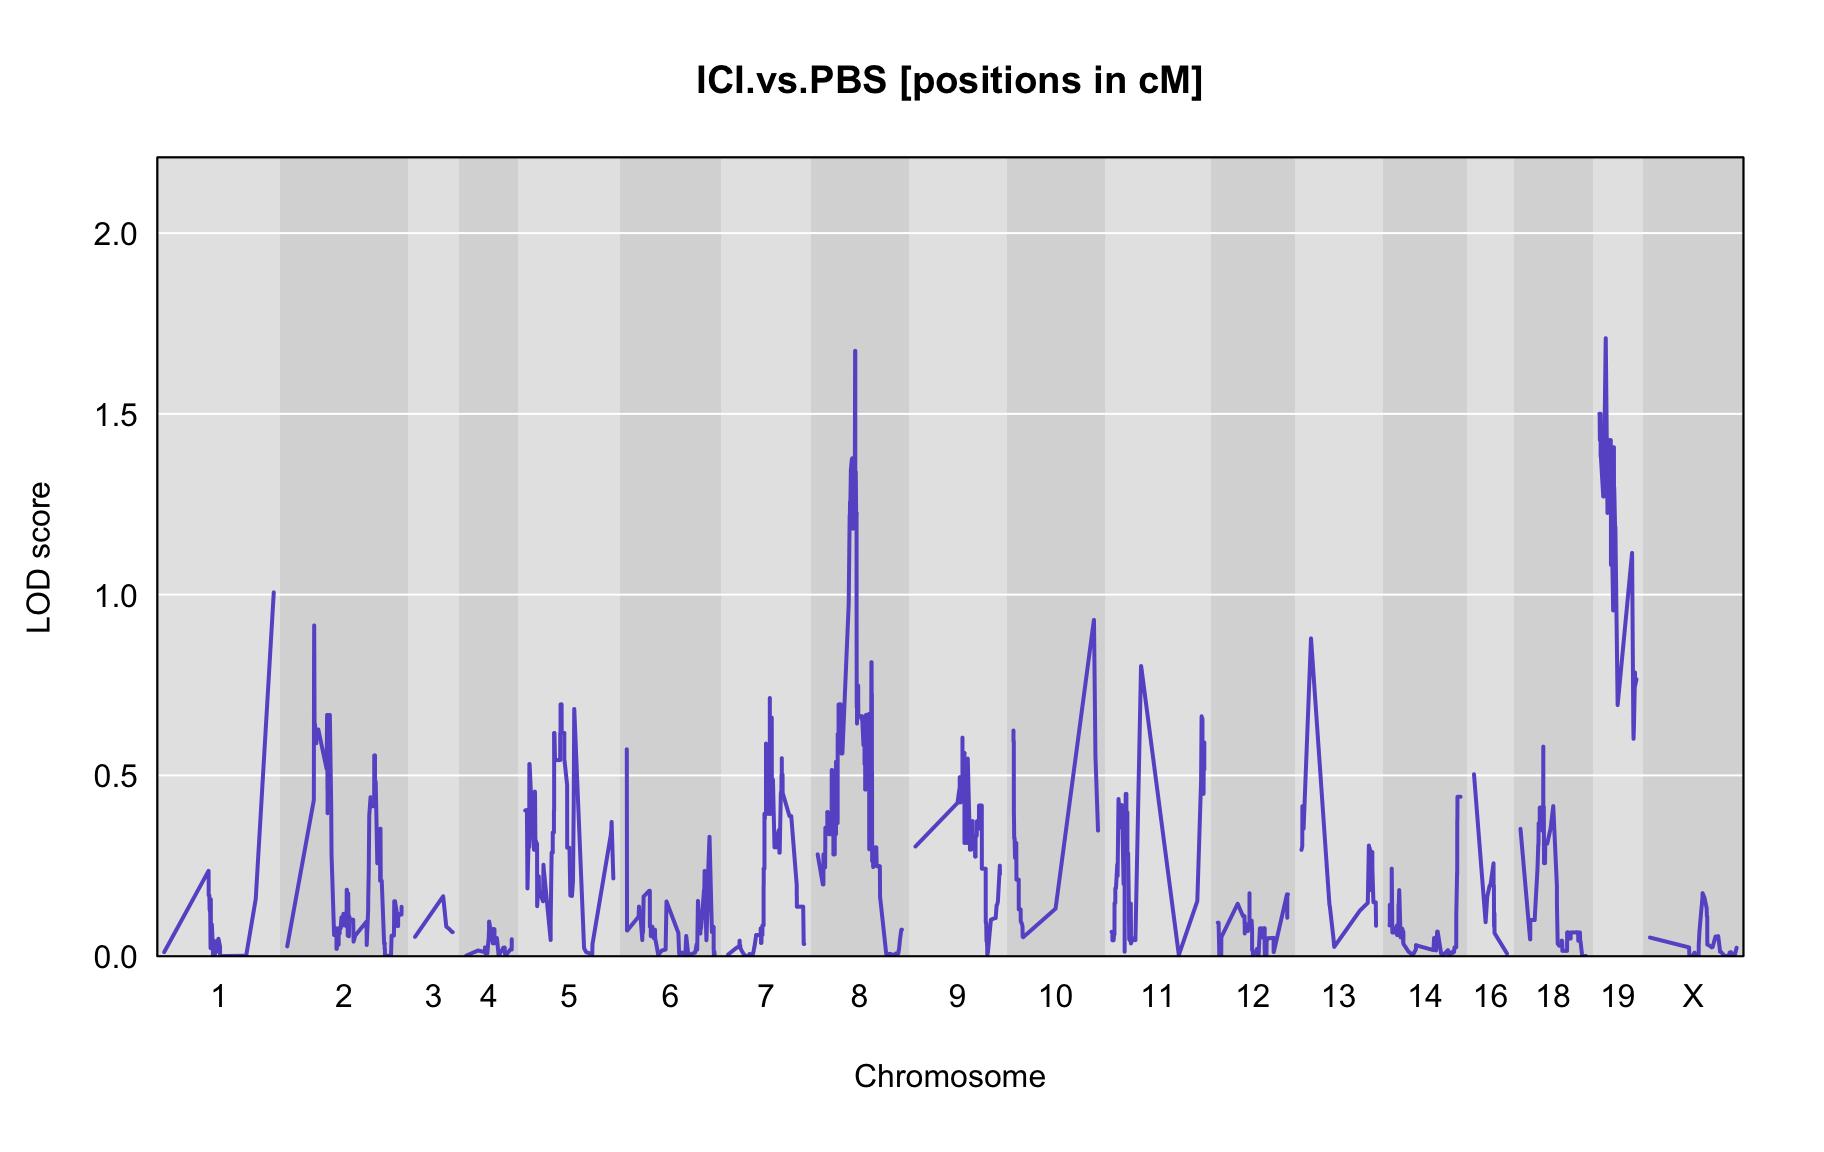 ICI.vs.PBS [positions in cM]
LOD score
2.0
1.5
1.0
0.5
0.0
1 2 3 4 5 6 7 8 9 10 11 12 13 14 16 18 19 X
Chromosome